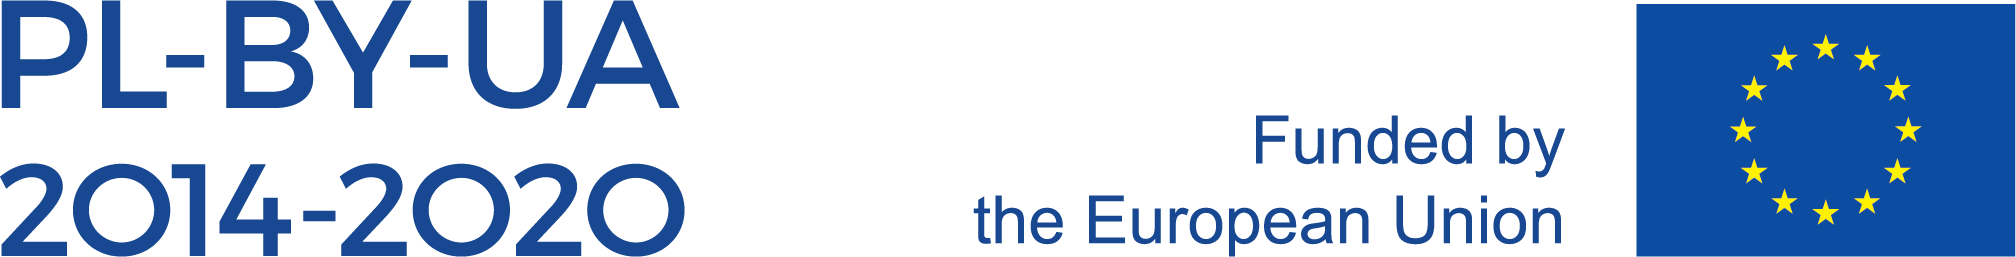 PL-BY-UA
2014-2020
Funded by
the European Union